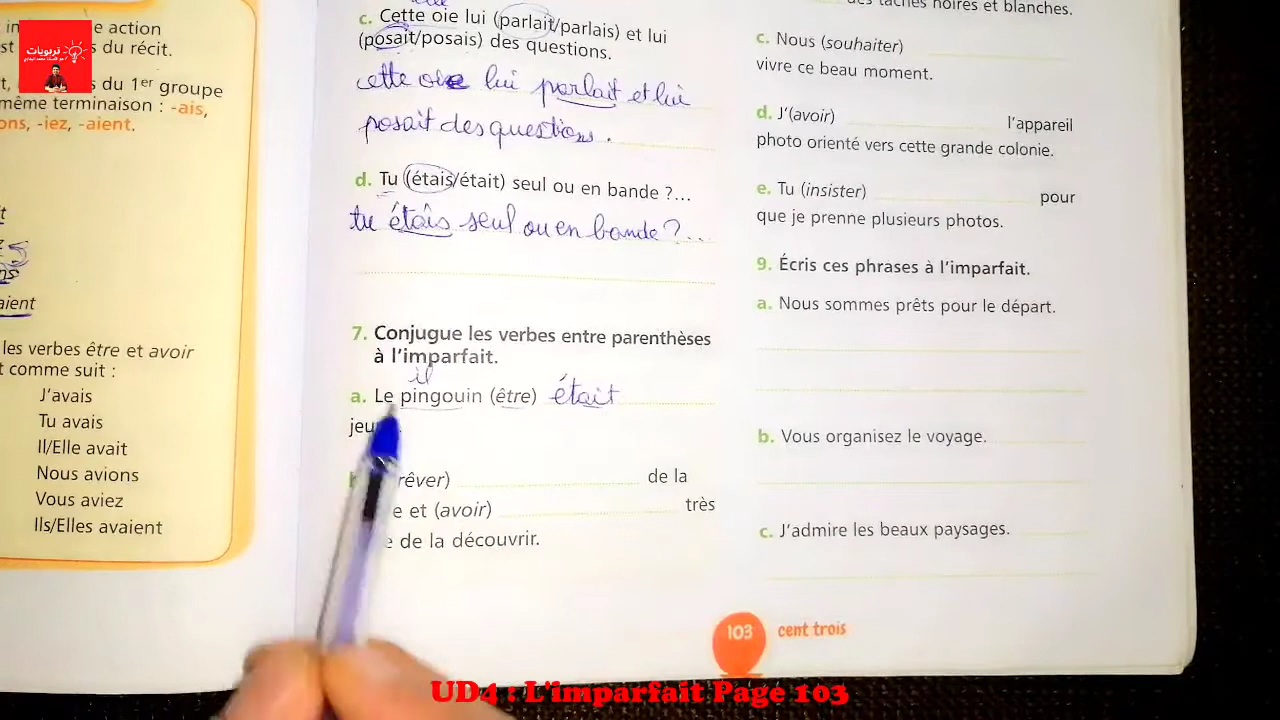 تربويات
action
du récit.
du 1er groupe
même terminaison : -ais,
ons, -iez, -aient.
aient
les verbes être et avoir
t comme suit :
J'avais
Tu avais
Il/Elle avait
Nous avions
Vous aviez
Ils/Elles avaient
c. Cette oie lui (parlait/parlais) et lui
(posait/posais) des questions.
cette oie lui parlait et lui
posait des questions.
d. Tu (étais/était) seul ou en bande ?...
tu étais seul ou en bande ?...
7. Conjugue les verbes entre parenthèses
à l'imparfait.
il
a. Le pingouin (être) était
rêver) de la
et (avoir) très
de la découvrir.
des taches noires et blanches.
c. Nous (souhaiter)
vivre ce beau moment.
d. J'(avoir) l'appareil
photo orienté vers cette grande colonie.
e. Tu (insister) pour
que je prenne plusieurs photos.
9. Écris ces phrases à l'imparfait.
a. Nous sommes prêts pour le départ.
b. Vous organisez le voyage.
c. J'admire les beaux paysages.
103 cent trois
UD4 : L'imparfait Page 103